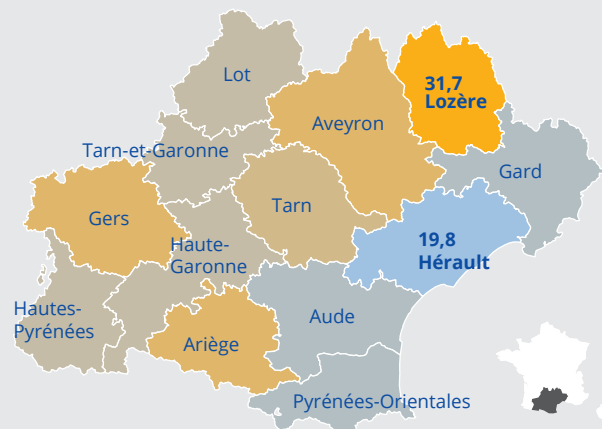 Lot
31,7
Lozère
Aveyron
Tarn-et-Garonne
Gard
Gers
Tarn
Haute-
Garonne
19,8
Hérault
Hautes-
Pyrénées
Aude
Ariège
Pyrénées-Orientales